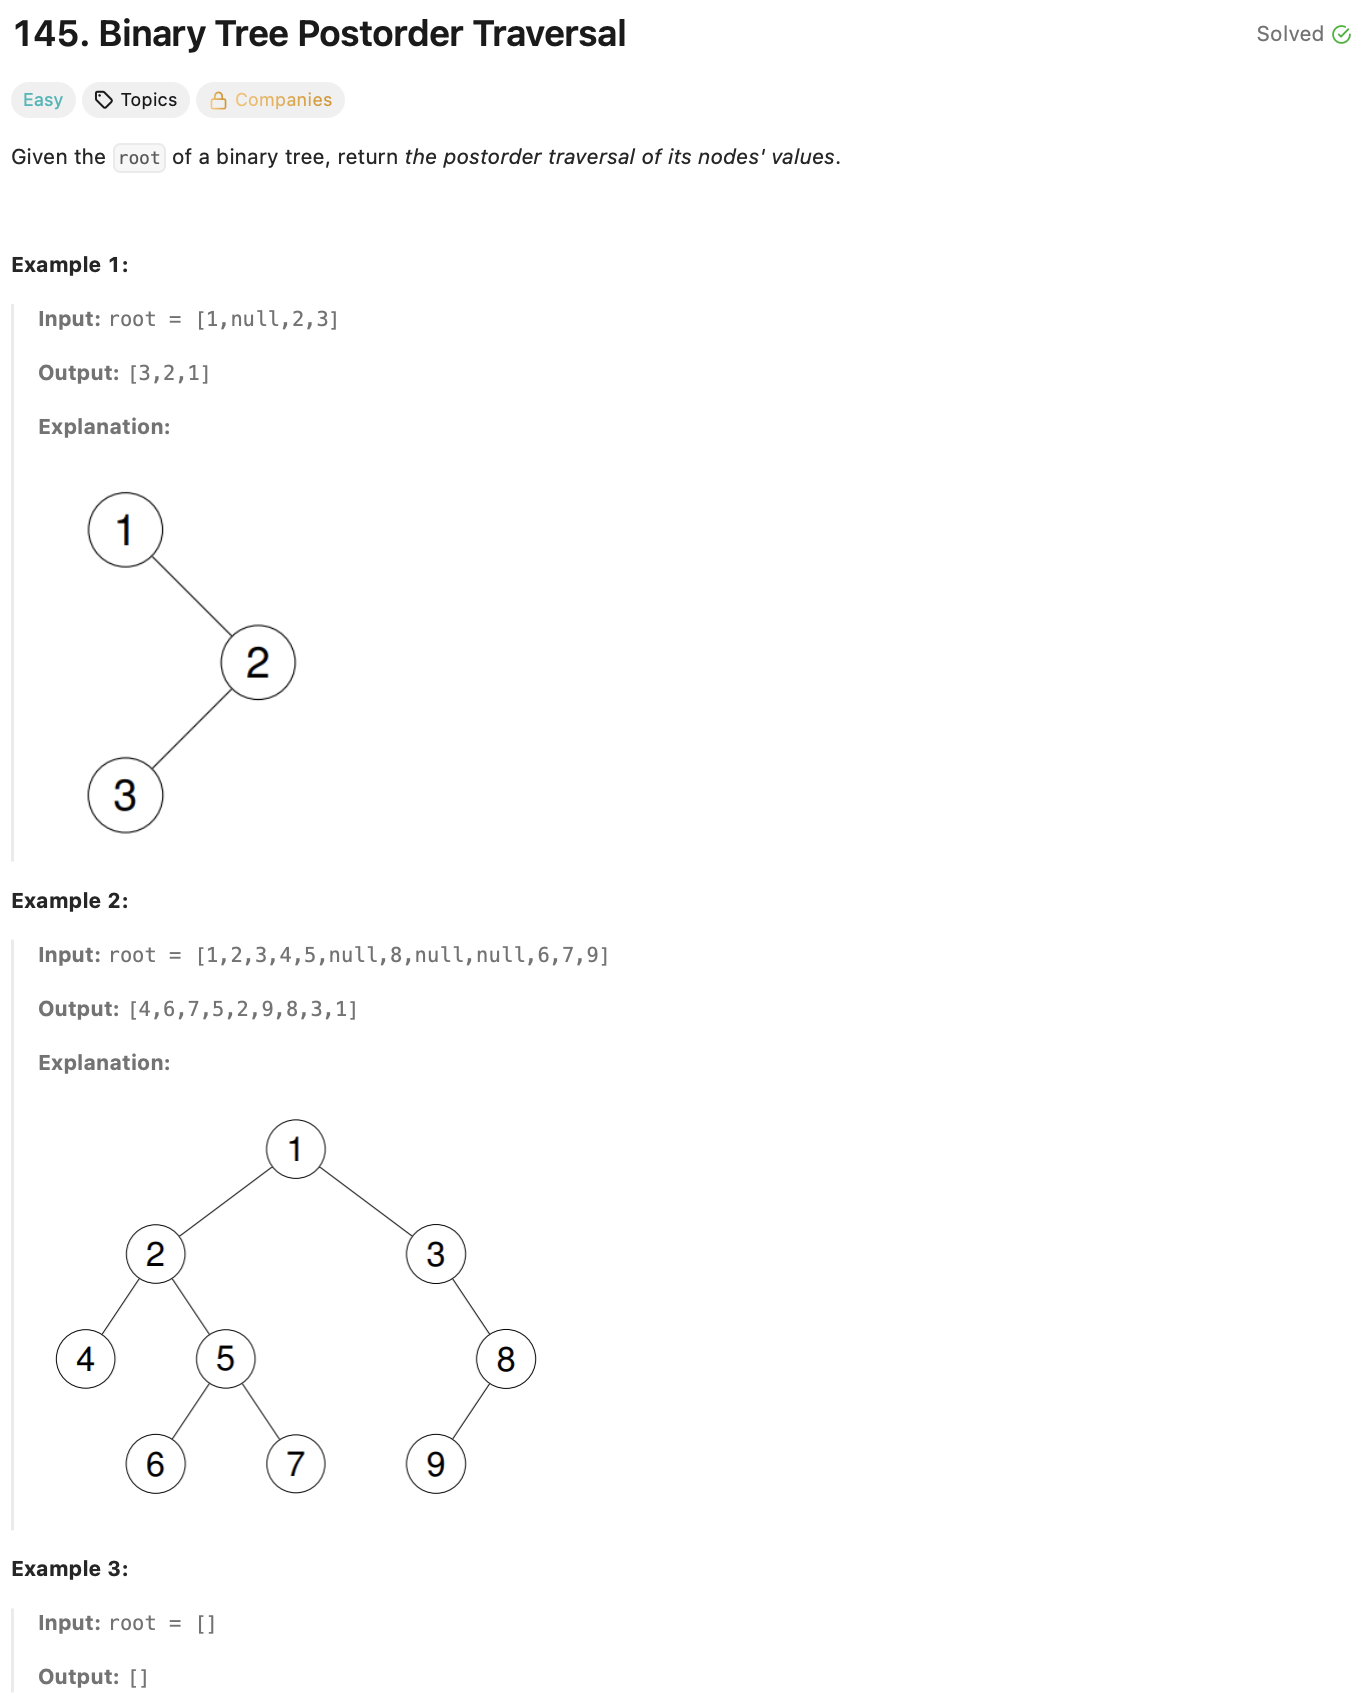 145. Binary Tree Postorder Traversal
Solved
Easy
Topics
Companies
Given the root of a binary tree, return the postorder traversal of its nodes' values.
Example 1:
Input: root = [1,null,2,3]
Output: [3,2,1]
Explanation:
1
2
3
Example 2:
Input: root = [1,2,3,4,5,null,8,null,null,6,7,9]
Output: [4,6,7,5,2,9,8,3,1]
Explanation:
1
2 3
4 5 8
6 7 9
Example 3:
Input: root = []
Output: []